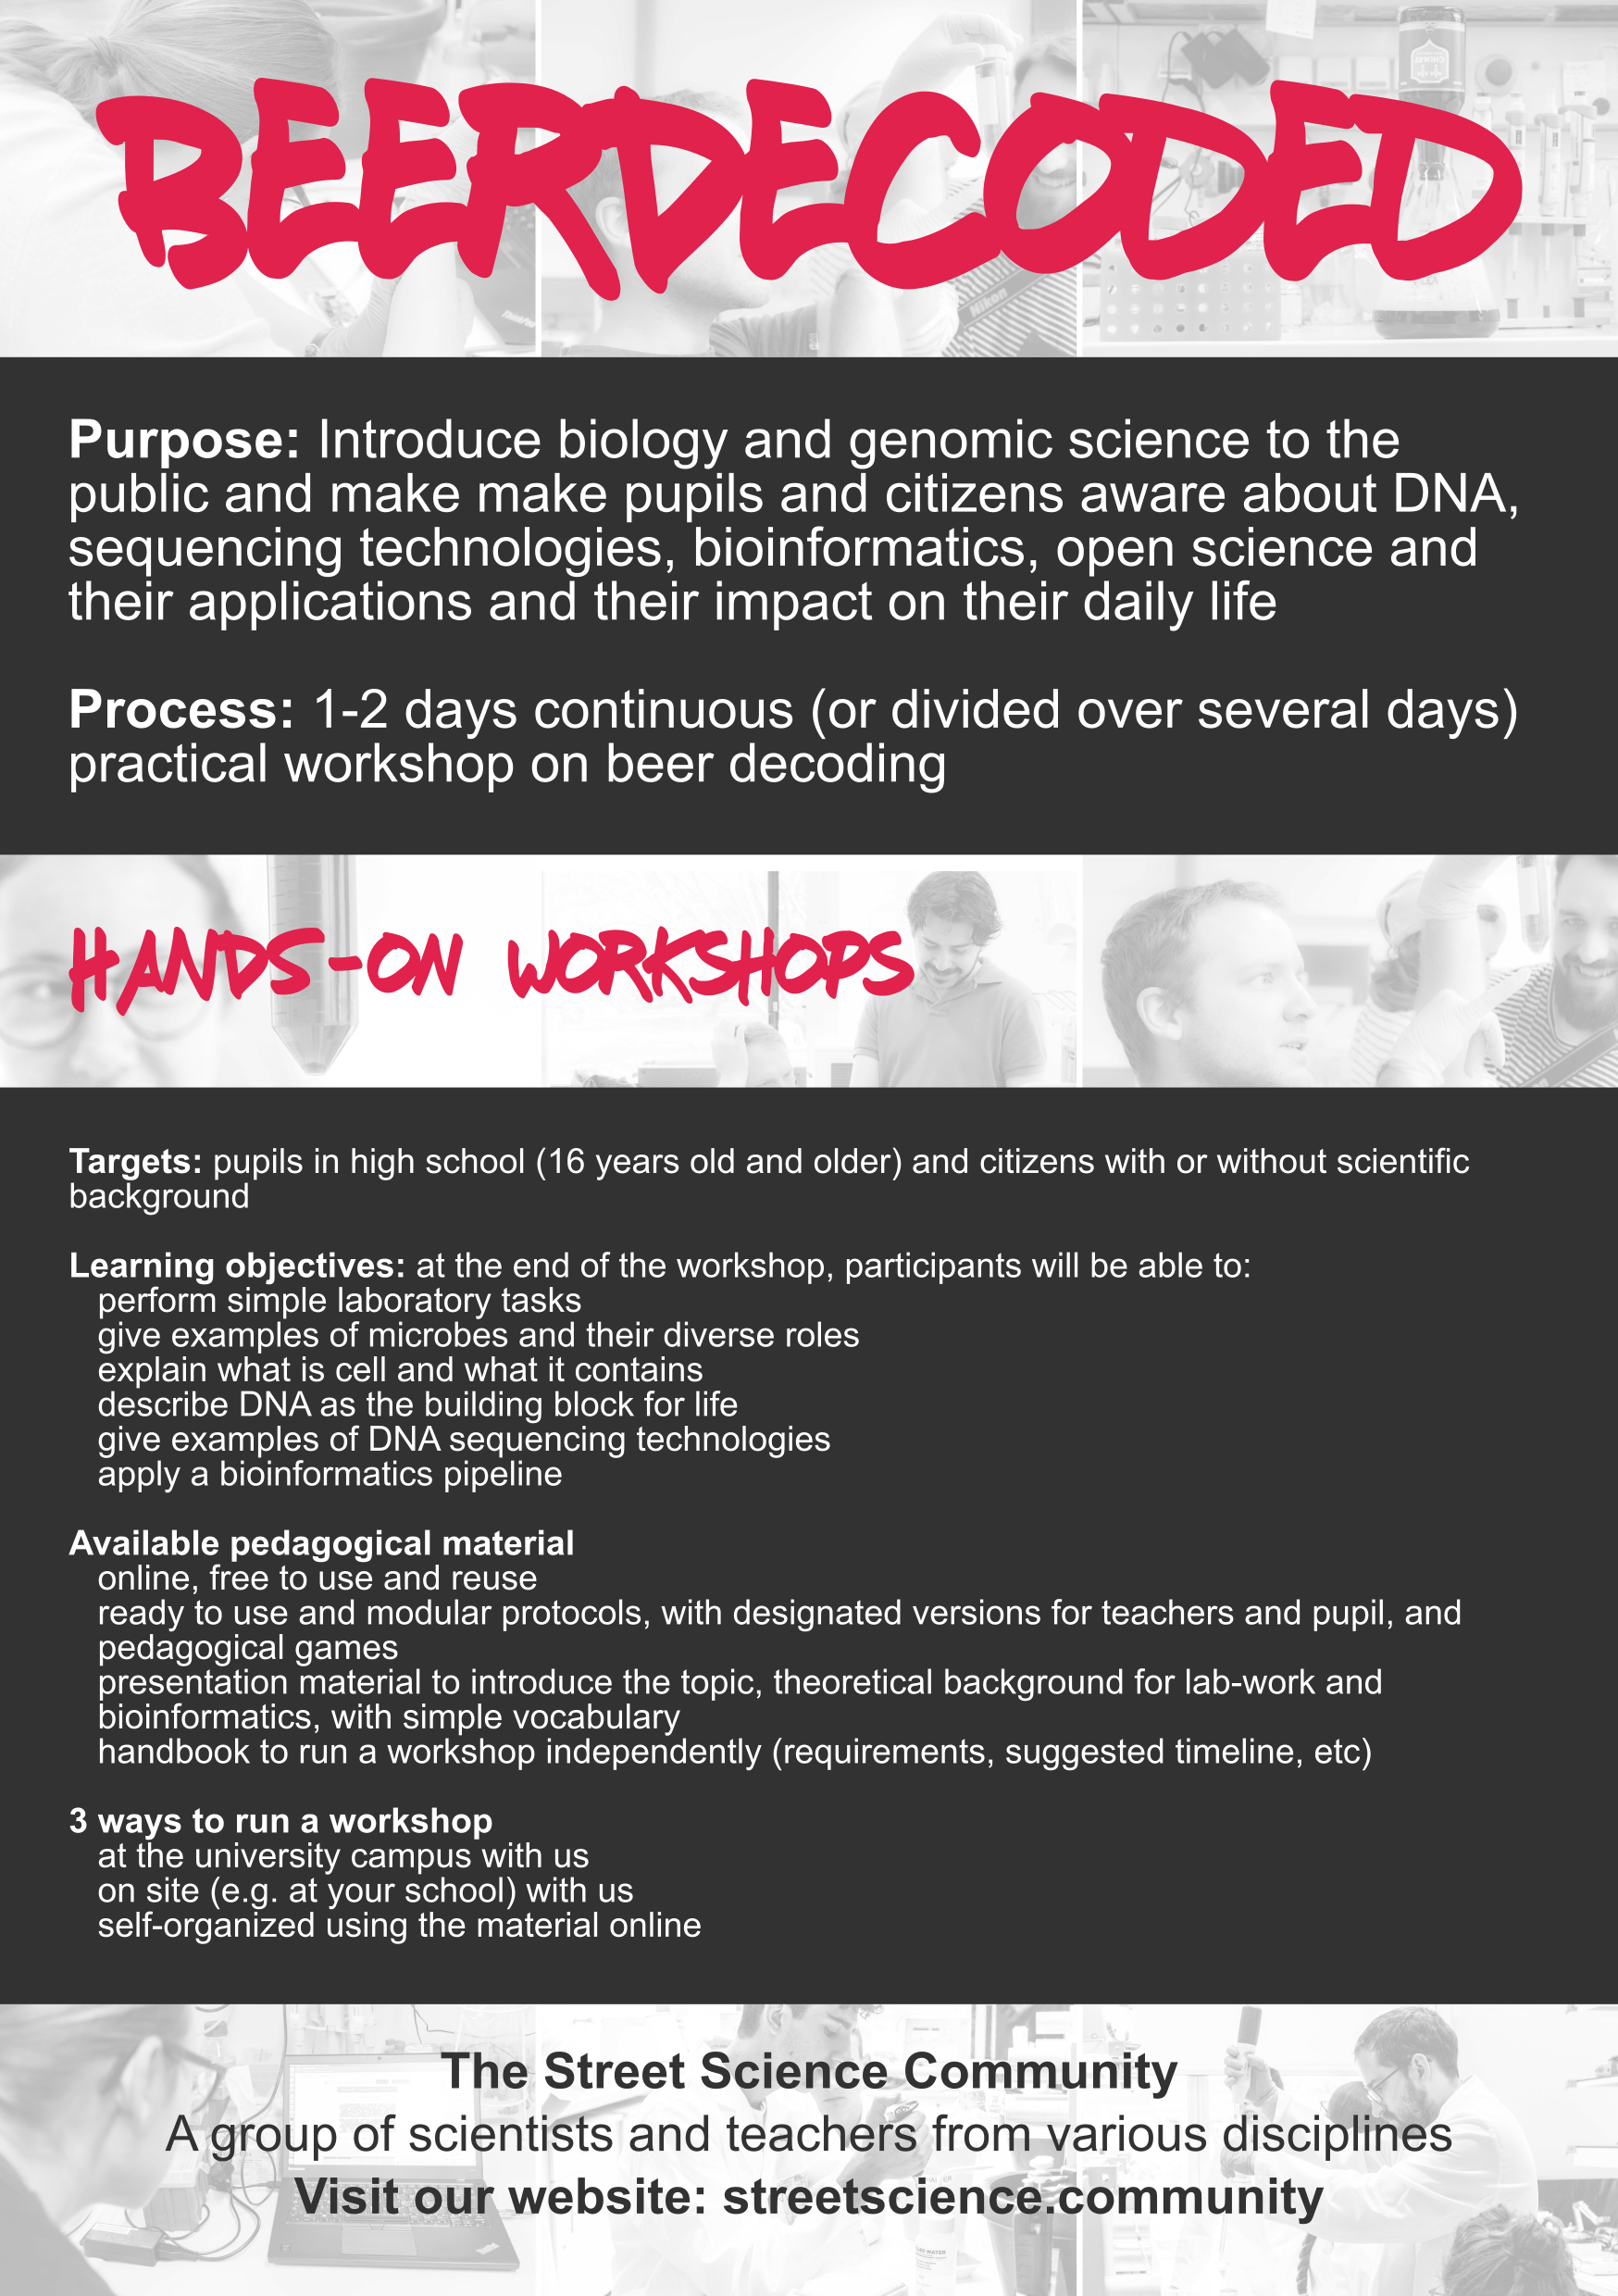 BEERDECODED
Purpose: Introduce biology and genomic science to the
public and make make pupils and citizens aware about DNA,
sequencing technologies, bioinformatics, open science and
their applications and their impact on their daily life
Process: 1-2 days continuous (or divided over several days)
practical workshop on beer decoding
HANDS-ON WORKSHOPS
Targets: pupils in high school (16 years old and older) and citizens with or without scientific
background
Learning objectives: at the end of the workshop, participants will be able to:
perform simple laboratory tasks
give examples of microbes and their diverse roles
explain what is cell and what it contains
describe DNA as the building block for life
give examples of DNA sequencing technologies
apply a bioinformatics pipeline
Available pedagogical material
online, free to use and reuse
ready to use and modular protocols, with designated versions for teachers and pupil, and
pedagogical games
presentation material to introduce the topic, theoretical background for lab-work and
bioinformatics, with simple vocabulary
handbook to run a workshop independently (requirements, suggested timeline, etc)
3 ways to run a workshop
at the university campus with us
on site (e.g. at your school) with us
self-organized using the material online
The Street Science Community
A group of scientists and teachers from various disciplines
Visit our website: streetscience.community